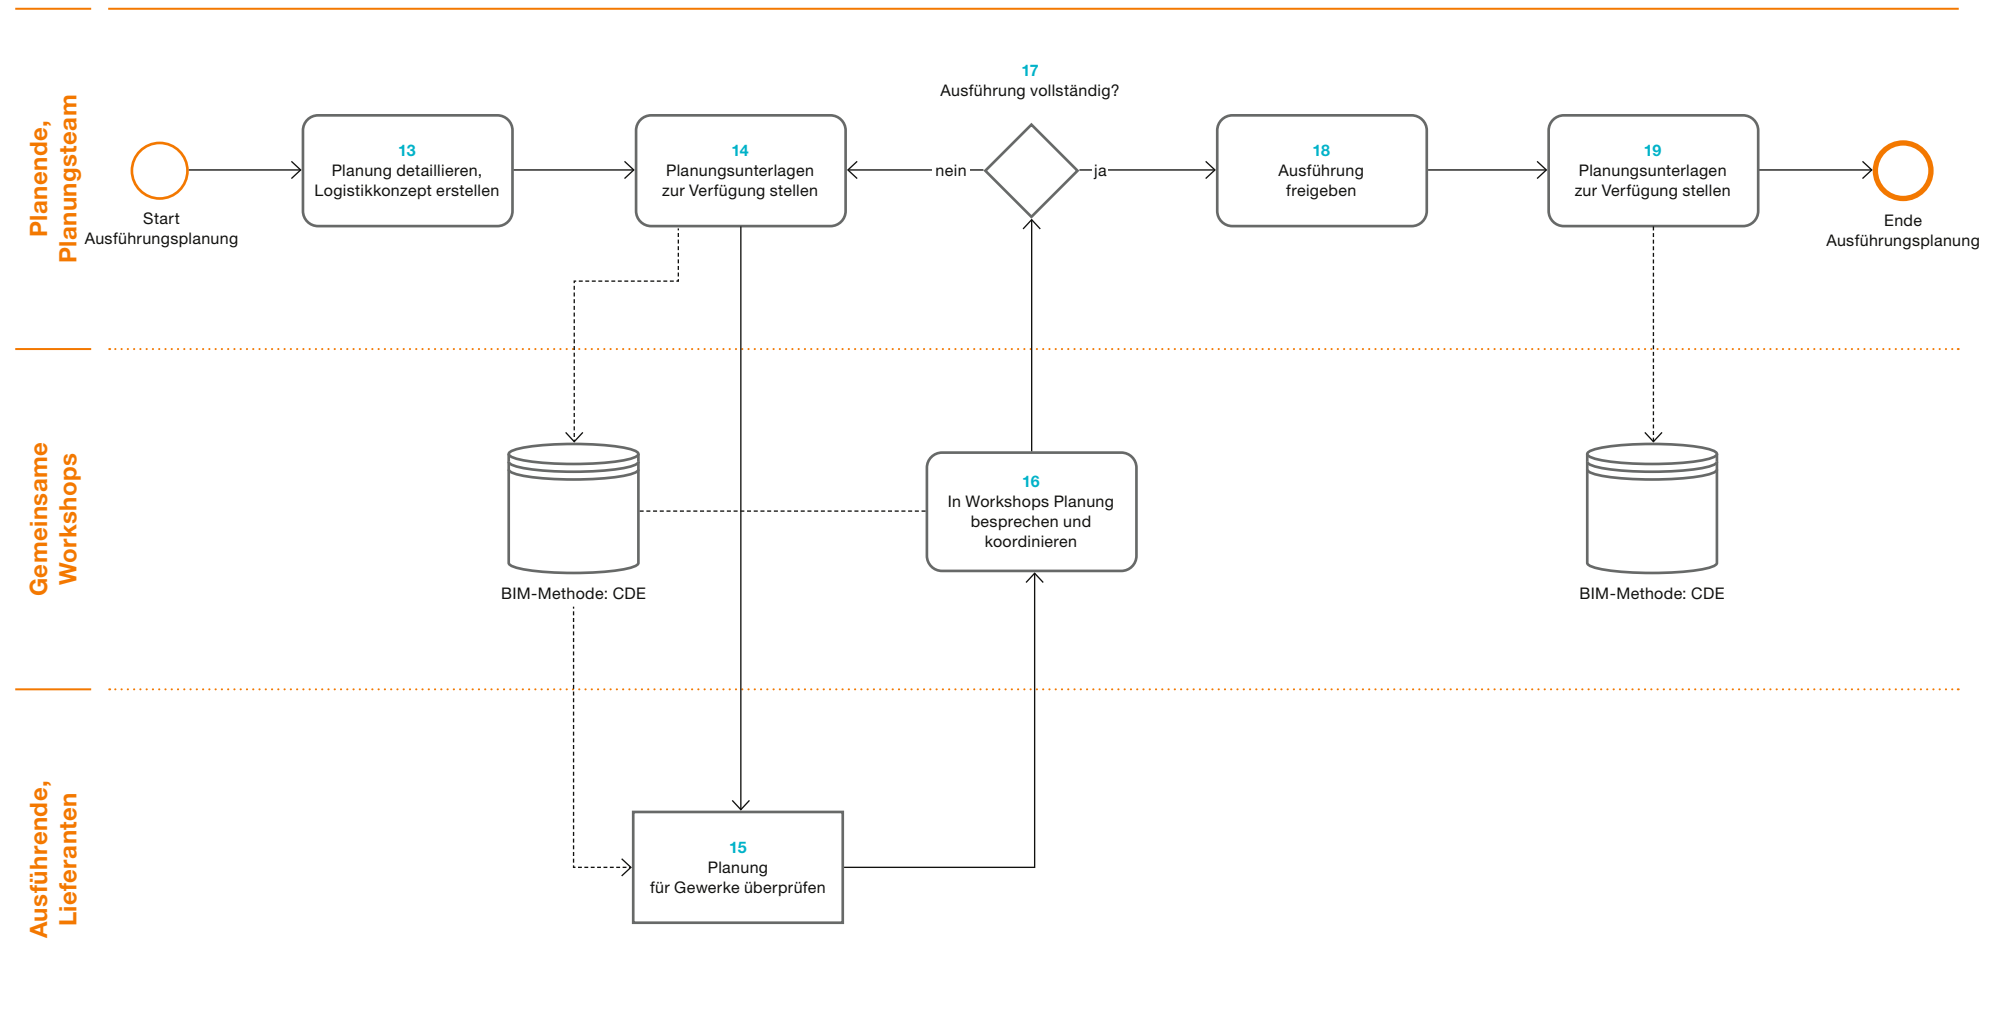 Planende,
Planungsteam
Start
Ausführungsplanung
13
Planung detaillieren,
Logistikkonzept erstellen
14
Planungsunterlagen
zur Verfügung stellen
nein
17
Ausführung vollständig?
ja
18
Ausführung
freigeben
19
Planungsunterlagen
zur Verfügung stellen
Ende
Ausführungsplanung
Gemeinsame
Workshops
BIM-Methode: CDE
16
In Workshops Planung
besprechen und
koordinieren
BIM-Methode: CDE
Ausführende,
Lieferanten
15
Planung
für Gewerke überprüfen